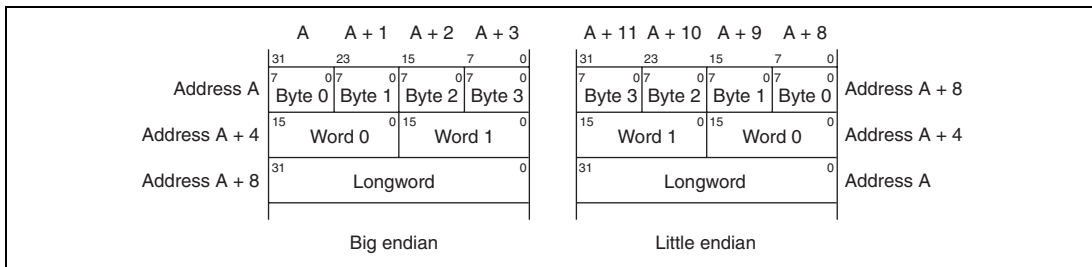 A A + 1 A + 2 A + 3 A + 11 A + 10 A + 9 A + 8
31 23 15 7 0 31 23 15 7 0
7 0 7 0 7 0 7 0 7 0 7 0 7 0 7 0
Address A Byte 0 Byte 1 Byte 2 Byte 3 Byte 3 Byte 2 Byte 1 Byte 0 Address A + 8
15 0 15 0 15 0 15 0
Address A + 4 Word 0 Word 1 Word 1 Word 0 Address A + 4
31 0 31 0
Address A + 8 Longword Longword Address A
Big endian Little endian